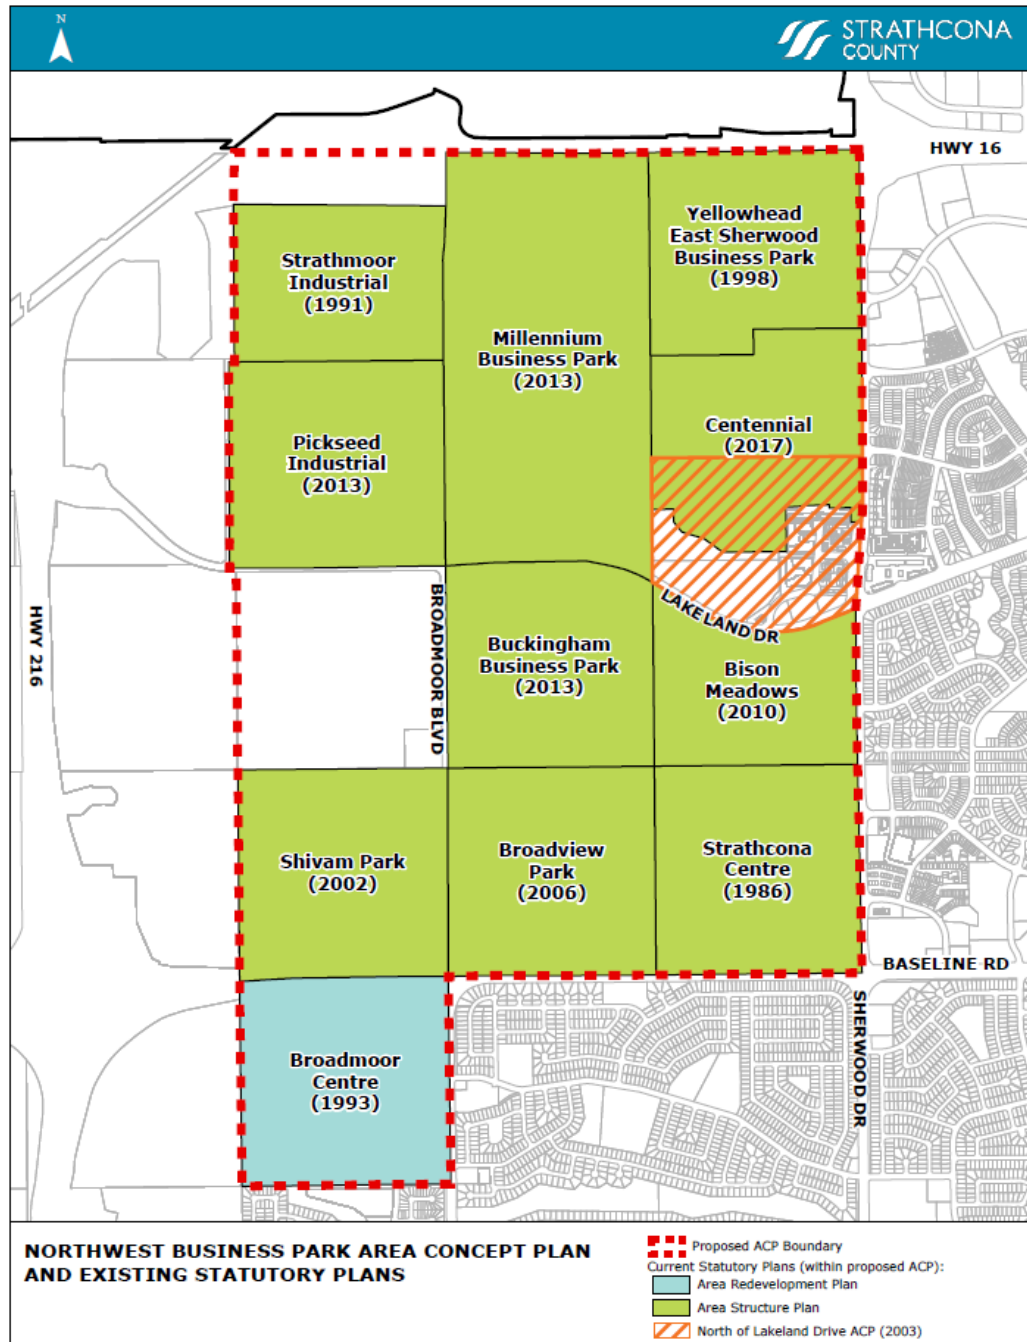 N
STRATHCONA
COUNTY
HWY 16
Yellowhead
East Sherwood
Business Park
(1998)
Strathmoor
Industrial
(1991)
Millennium
Business Park
(2013)
Centennial
(2017)
Pickseed
Industrial
(2013)
HWY 216
BROADMOOR BLVD
LAKELAND DR
Buckingham
Business Park
(2013)
Bison
Meadows
(2010)
Shivam Park
(2002)
Broadview
Park
(2006)
Strathcona
Centre
(1986)
BASELINE RD
SHERWOOD DR
Broadmoor
Centre
(1993)
NORTHWEST BUSINESS PARK AREA CONCEPT PLAN
AND EXISTING STATUTORY PLANS
Proposed ACP Boundary
Current Statutory Plans (within proposed ACP):
Area Redevelopment Plan
Area Structure Plan
North of Lakeland Drive ACP (2003)